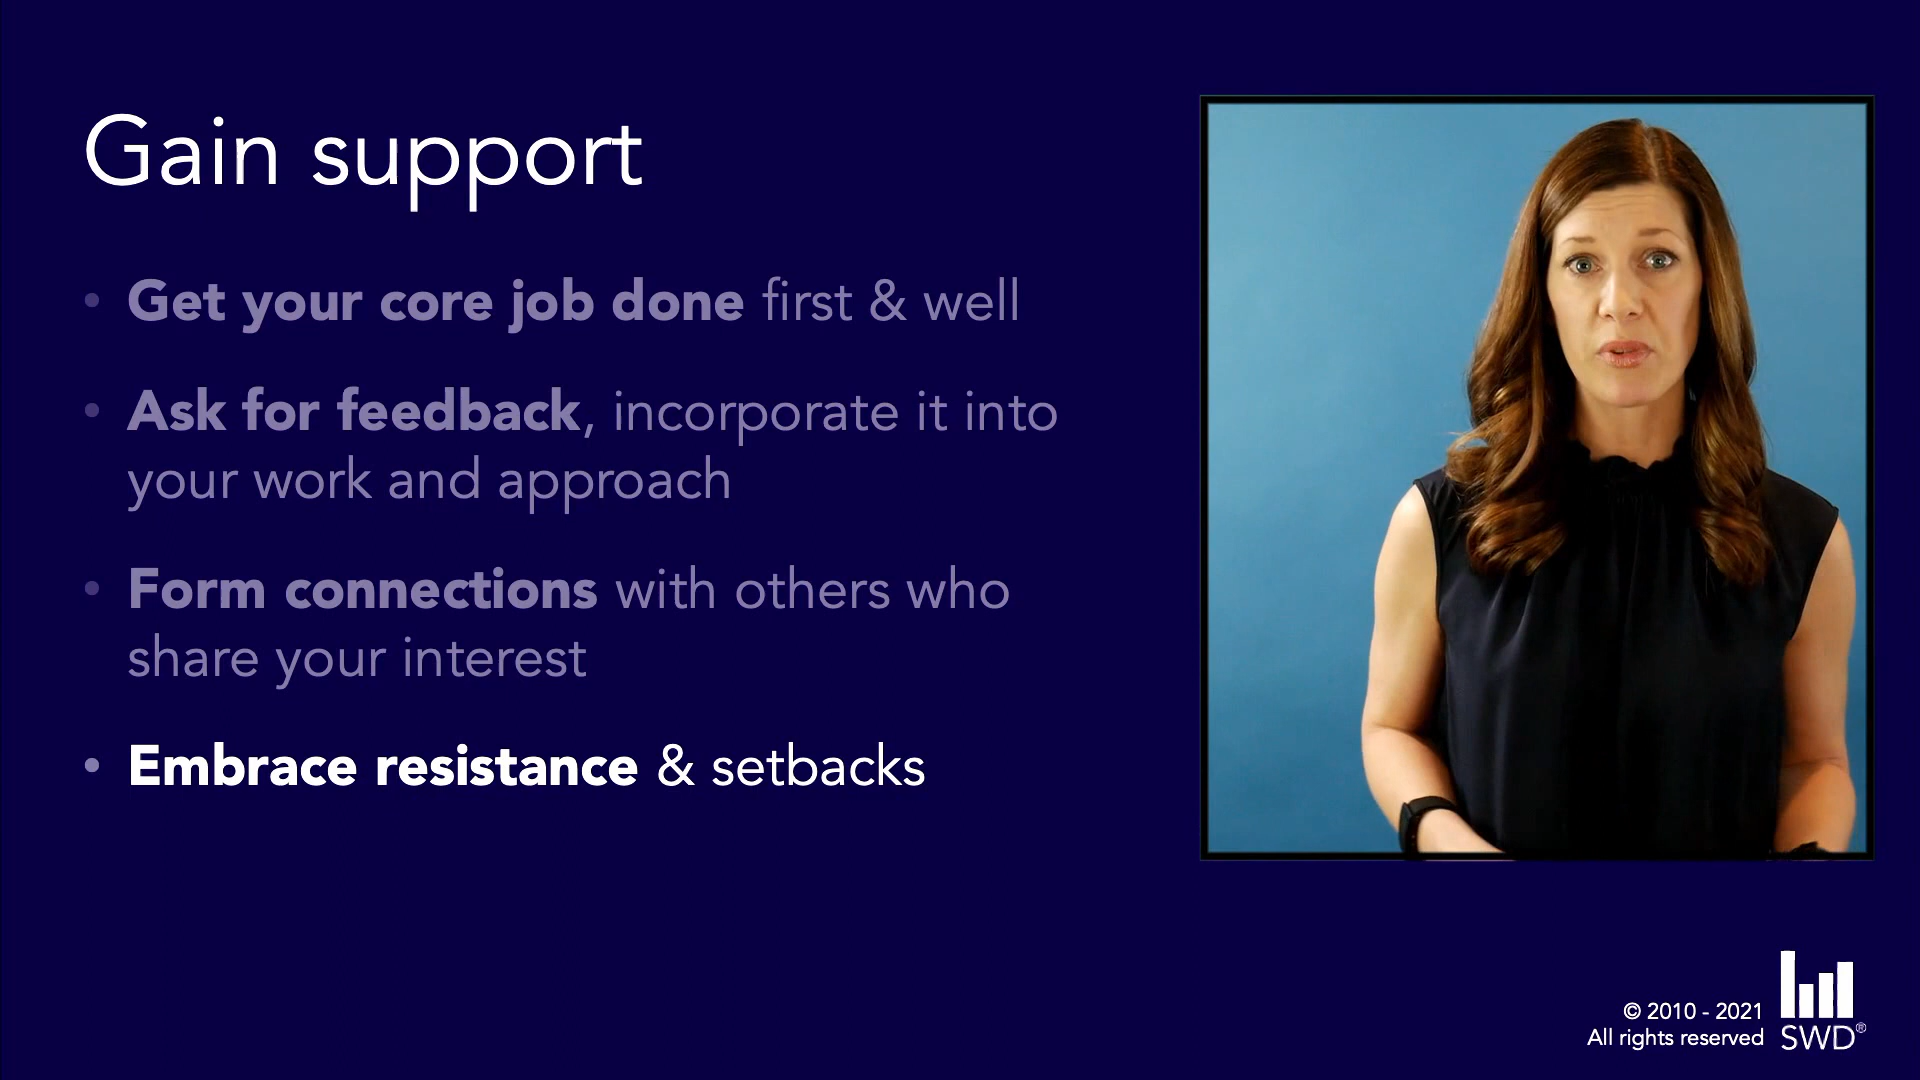 Gain support
• Get your core job done first & well
• Ask for feedback, incorporate it into
your work and approach
• Form connections with others who
share your interest
• Embrace resistance & setbacks
© 2010 - 2021
All rights reserved
SWD®